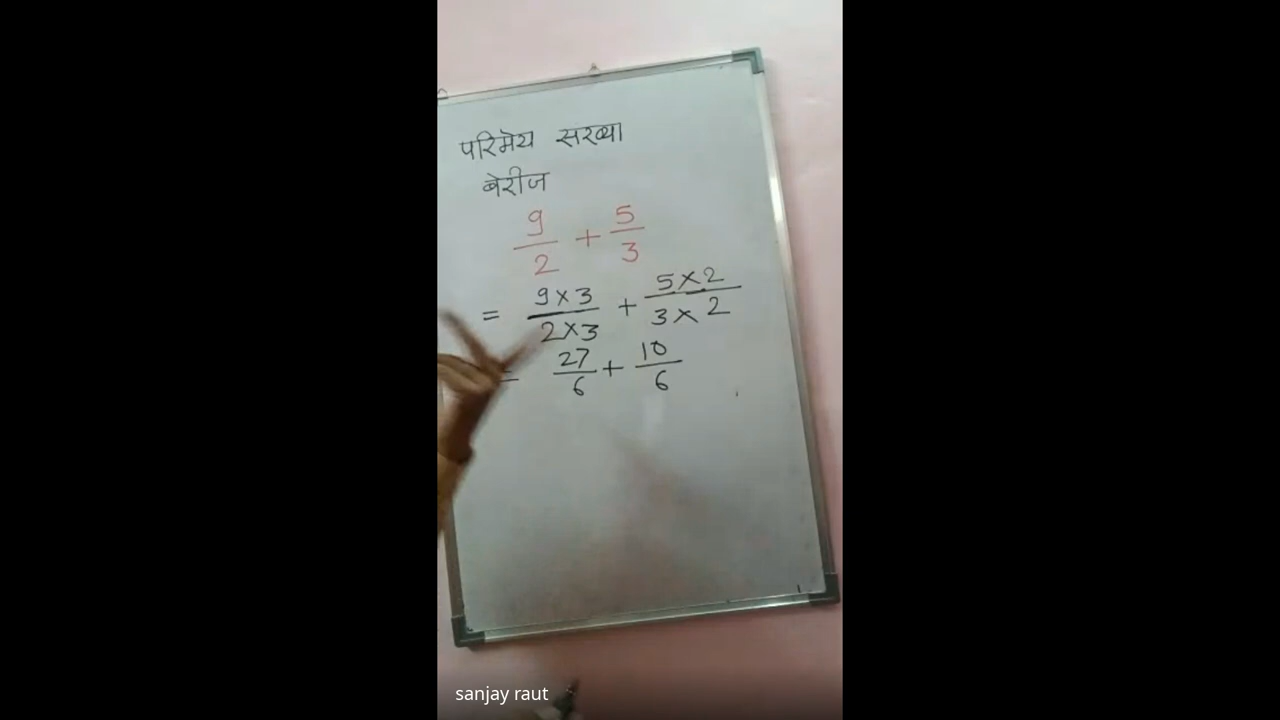 परिमेय सरव्या
बेरीज
9/2 + 5/3
= 9×3/2×3 + 5×2/3×2
= 27/6 + 10/6
sanjay raut